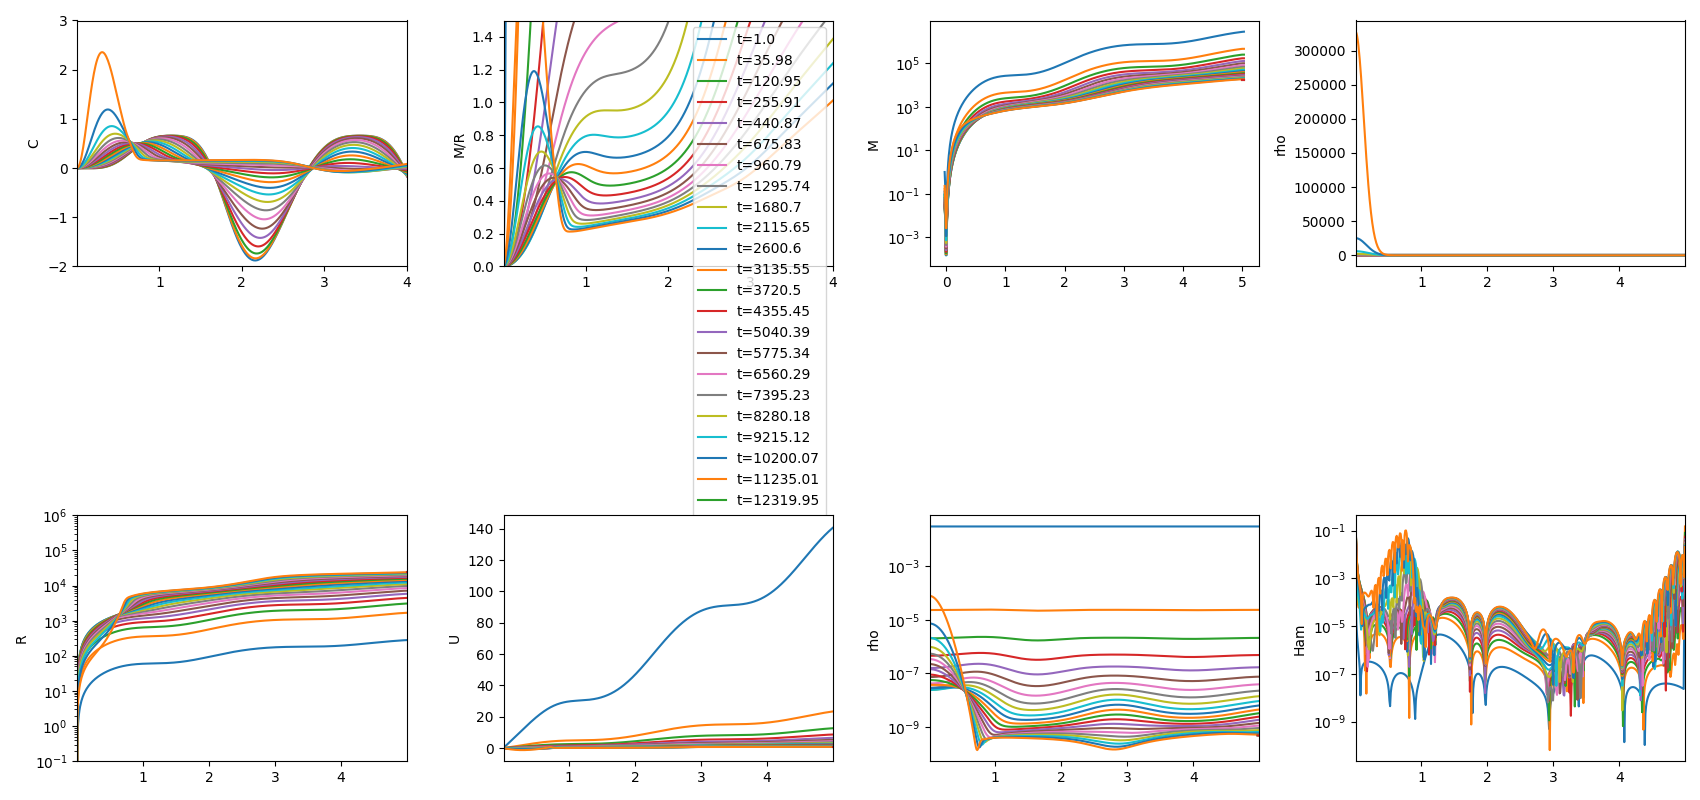 C
3
2
1
0
−1
−2
1
2
3
4
M/R
1.4
1.2
1.0
0.8
0.6
0.4
0.2
0.0
1
2
3
4
t=1.0
t=35.98
t=120.95
t=255.91
t=440.87
t=675.83
t=960.79
t=1295.74
t=1680.7
t=2115.65
t=2600.6
t=3135.55
t=3720.5
t=4355.45
t=5040.39
t=5775.34
t=6560.29
t=7395.23
t=8280.18
t=9215.12
t=10200.07
t=11235.01
t=12319.95
M
10^5
10^3
10^1
10^−1
10^−3
0
1
2
3
4
5
rho
300000
250000
200000
150000
100000
50000
0
1
2
3
4
R
10^6
10^5
10^4
10^3
10^2
10^1
10^0
10^−1
1
2
3
4
U
140
120
100
80
60
40
20
0
1
2
3
4
rho
10^−3
10^−5
10^−7
10^−9
1
2
3
4
Ham
10^−1
10^−3
10^−5
10^−7
10^−9
1
2
3
4